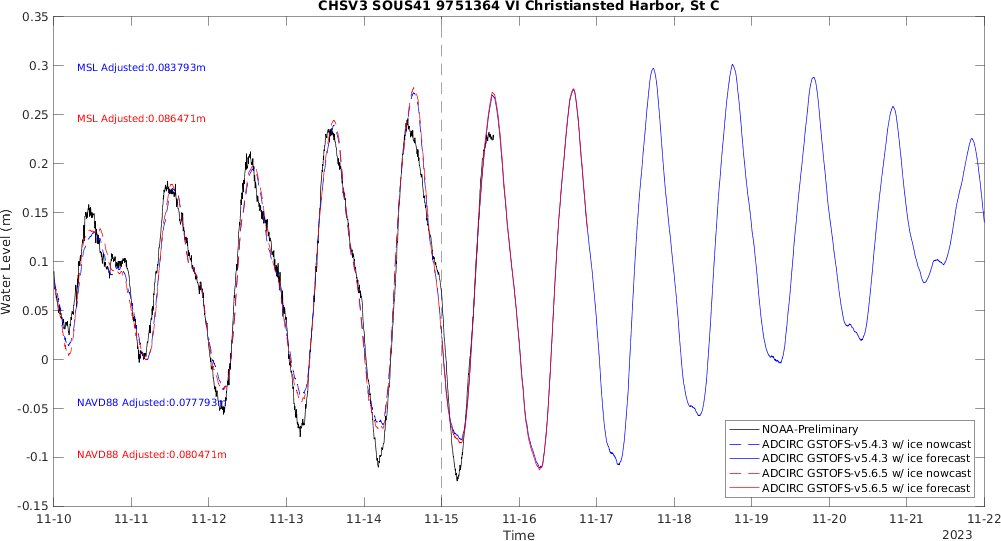 CHSV3 SOUS41 9751364 VI Christiansted Harbor, St C
0.35
0.3
0.25
0.2
0.15
0.1
0.05
0
-0.05
-0.1
-0.15
Water Level (m)
MSL Adjusted:0.083793m
MSL Adjusted:0.086471m
NAVD88 Adjusted:0.077793m
NAVD88 Adjusted:0.080471m
NOAA-Preliminary
ADCIRC GSTOFS-v5.4.3 w/ ice nowcast
ADCIRC GSTOFS-v5.4.3 w/ ice forecast
ADCIRC GSTOFS-v5.6.5 w/ ice nowcast
ADCIRC GSTOFS-v5.6.5 w/ ice forecast
11-10 11-11 11-12 11-13 11-14 11-15 11-16 11-17 11-18 11-19 11-20 11-21 11-22
Time
2023